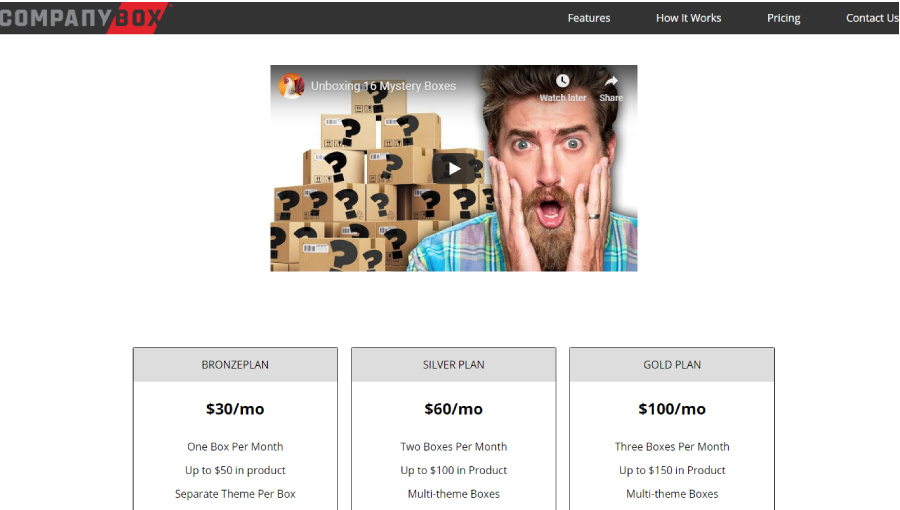 COMPANYBOX
Features How It Works Pricing Contact Us
Unboxing 16 Mystery Boxes
Watch later Share
? ? ? ? ? ? ? ? ? ? ? ? ?
BRONZEPLAN SILVER PLAN GOLD PLAN
$30/mo $60/mo $100/mo
One Box Per Month Two Boxes Per Month Three Boxes Per Month
Up to $50 in product Up to $100 in Product Up to $150 in Product
Separate Theme Per Box Multi-theme Boxes Multi-theme Boxes